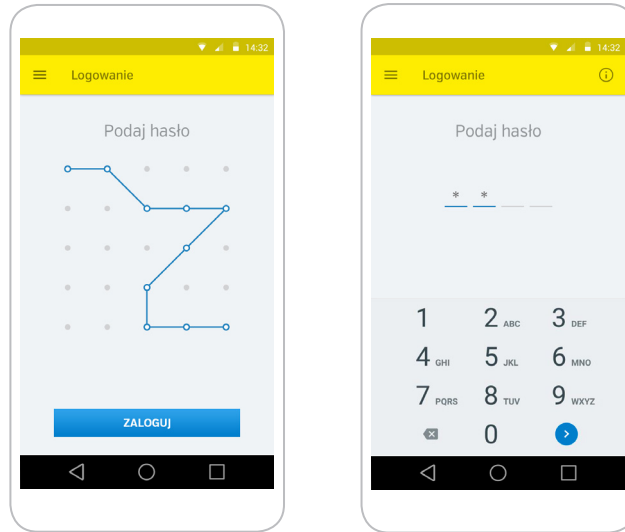 14:32
Logowanie
Podaj hasło
ZALOGUJ
14:32
Logowanie
Podaj hasło
* *
1 2 ABC 3 DEF
4 GHI 5 JKL 6 MNO
7 PQRS 8 TUV 9 WXYZ
0